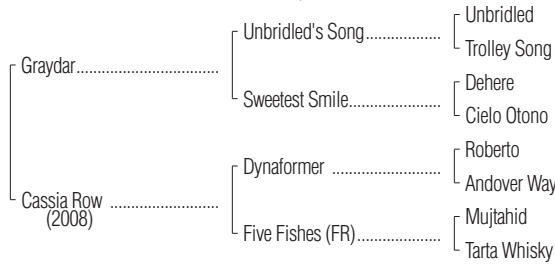 Unbridled
Unbridled's Song
Trolley Song
Graydar
Dehere
Sweetest Smile
Cielo Otono
Roberto
Dynaformer
Andover Way
Cassia Row
(2008)
Mujtahid
Five Fishes (FR)
Tarta Whisky